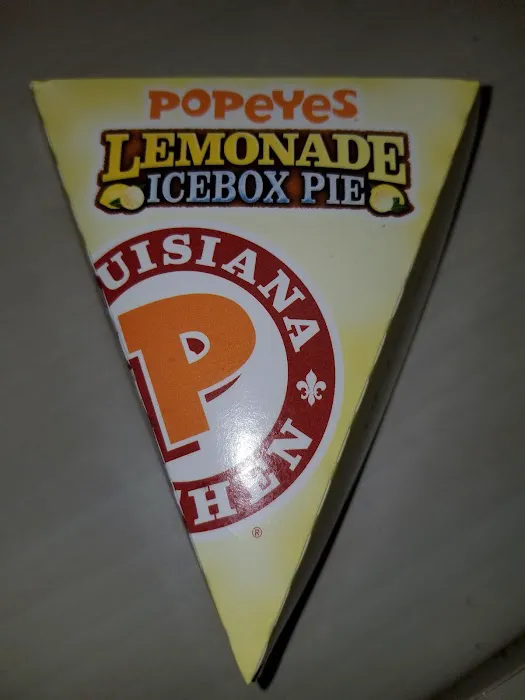 POPEYES
LEMONADE
ICEBOX PIE
UISIANA
P
HEN
®